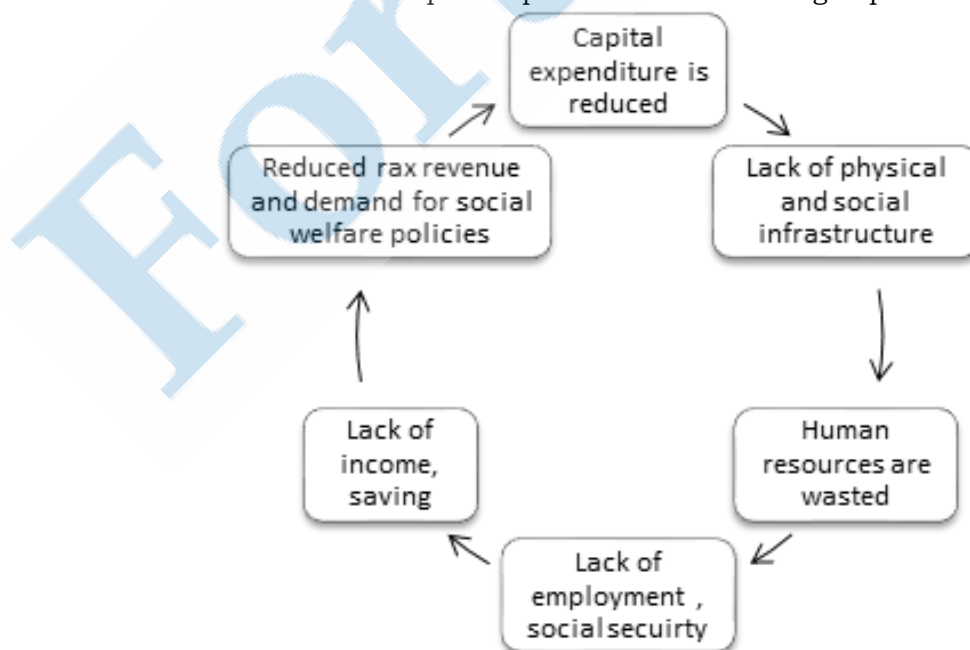 Capital
expenditure is
reduced
Reduced rax revenue
and demand for social
welfare policies
Lack of physical
and social
infrastructure
Lack of
income,
saving
Human
resources are
wasted
Lack of
employment ,
social secuirty
For